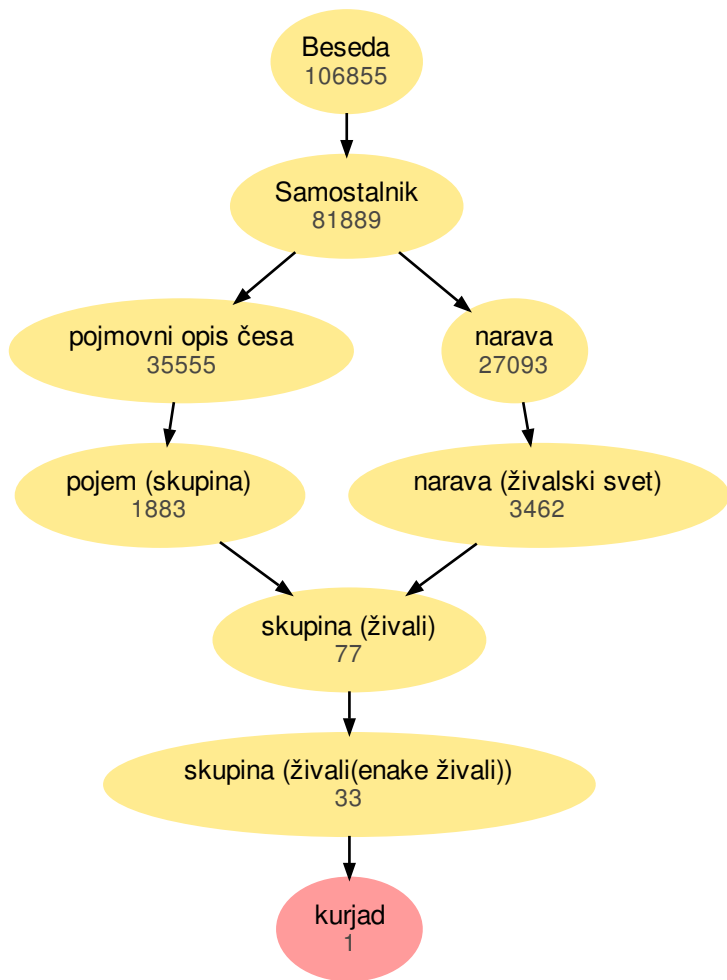 Beseda
106855
Samostalnik
81889
pojmovni opis česa
35555
narava
27093
pojem (skupina)
1883
narava (živalski svet)
3462
skupina (živali)
77
skupina (živali(enake živali))
33
kurjad
1